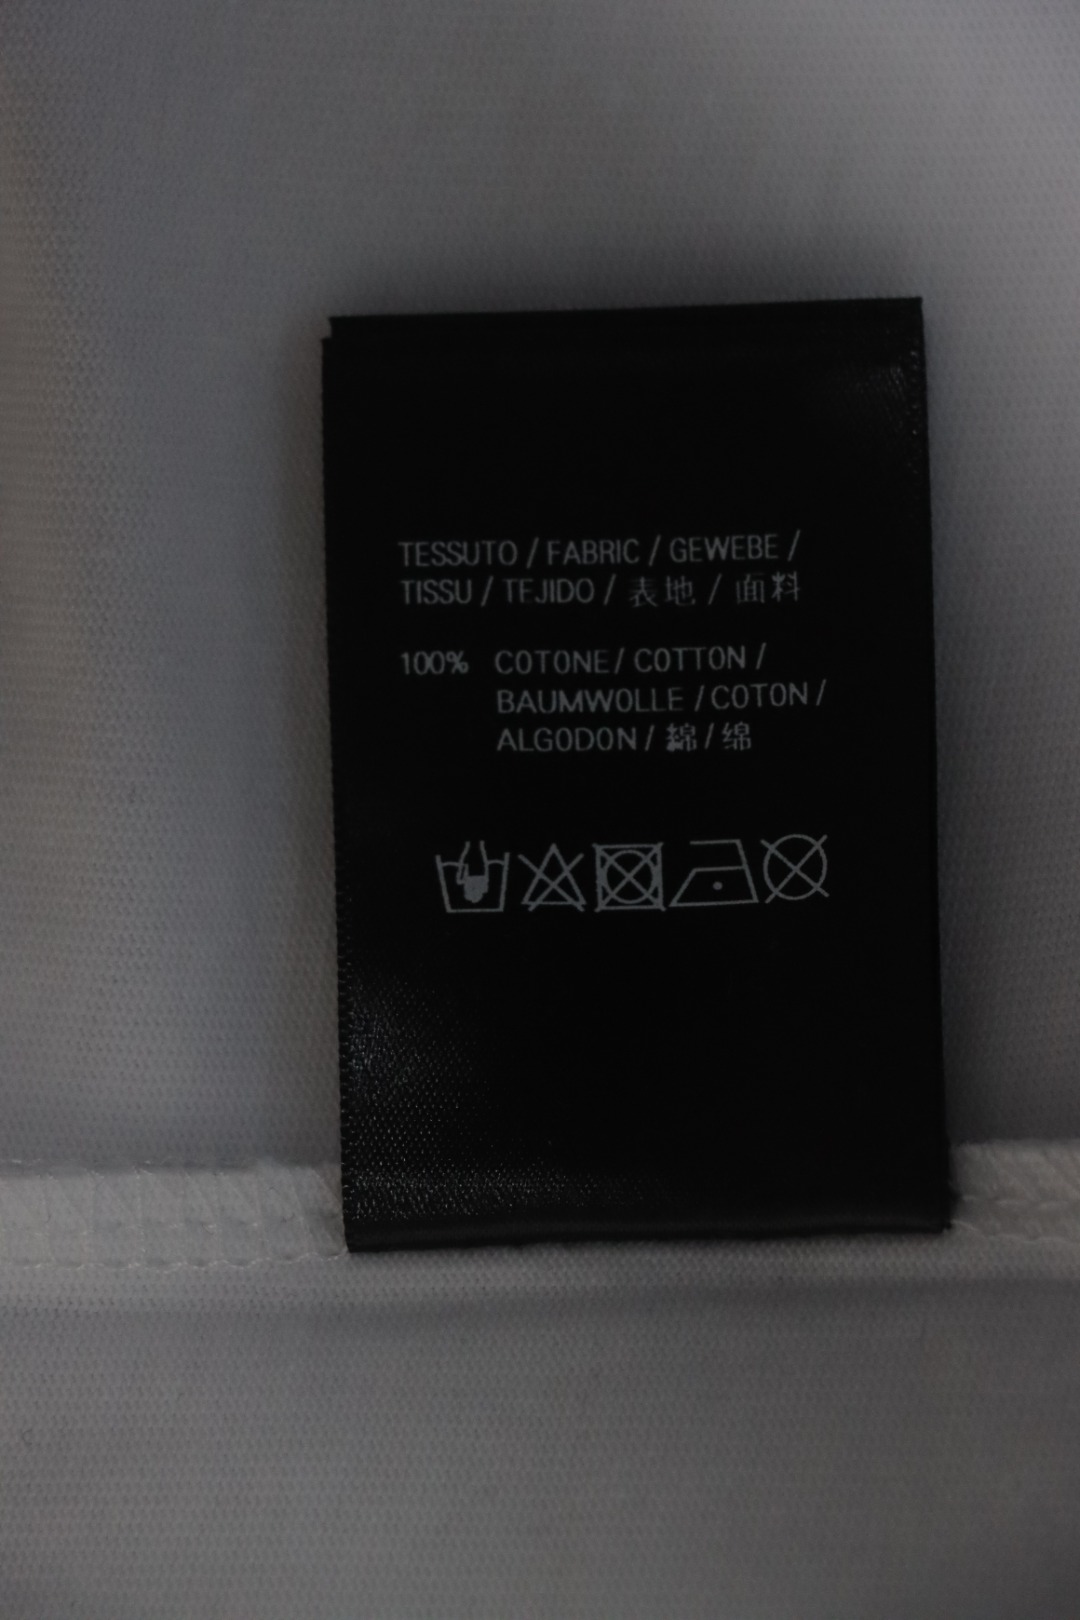 TESSUTO / FABRIC / GEWEBE /
TISSU / TEJIDO / 表地 / 面料
100% COTONE / COTTON /
BAUMWOLLE / COTON /
ALGODON / 綿 / 绵